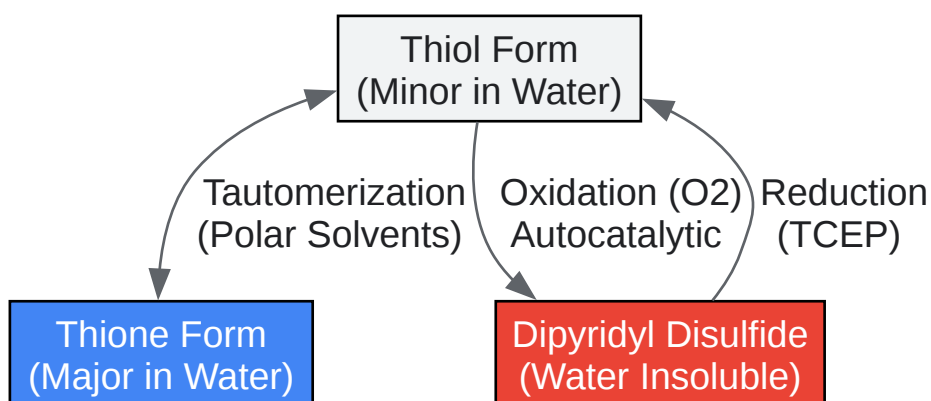 Thiol Form
(Minor in Water)
Tautomerization
(Polar Solvents)
Oxidation (O2)
Autocatalytic
Reduction
(TCEP)
Thione Form
(Major in Water)
Dipyridyl Disulfide
(Water Insoluble)